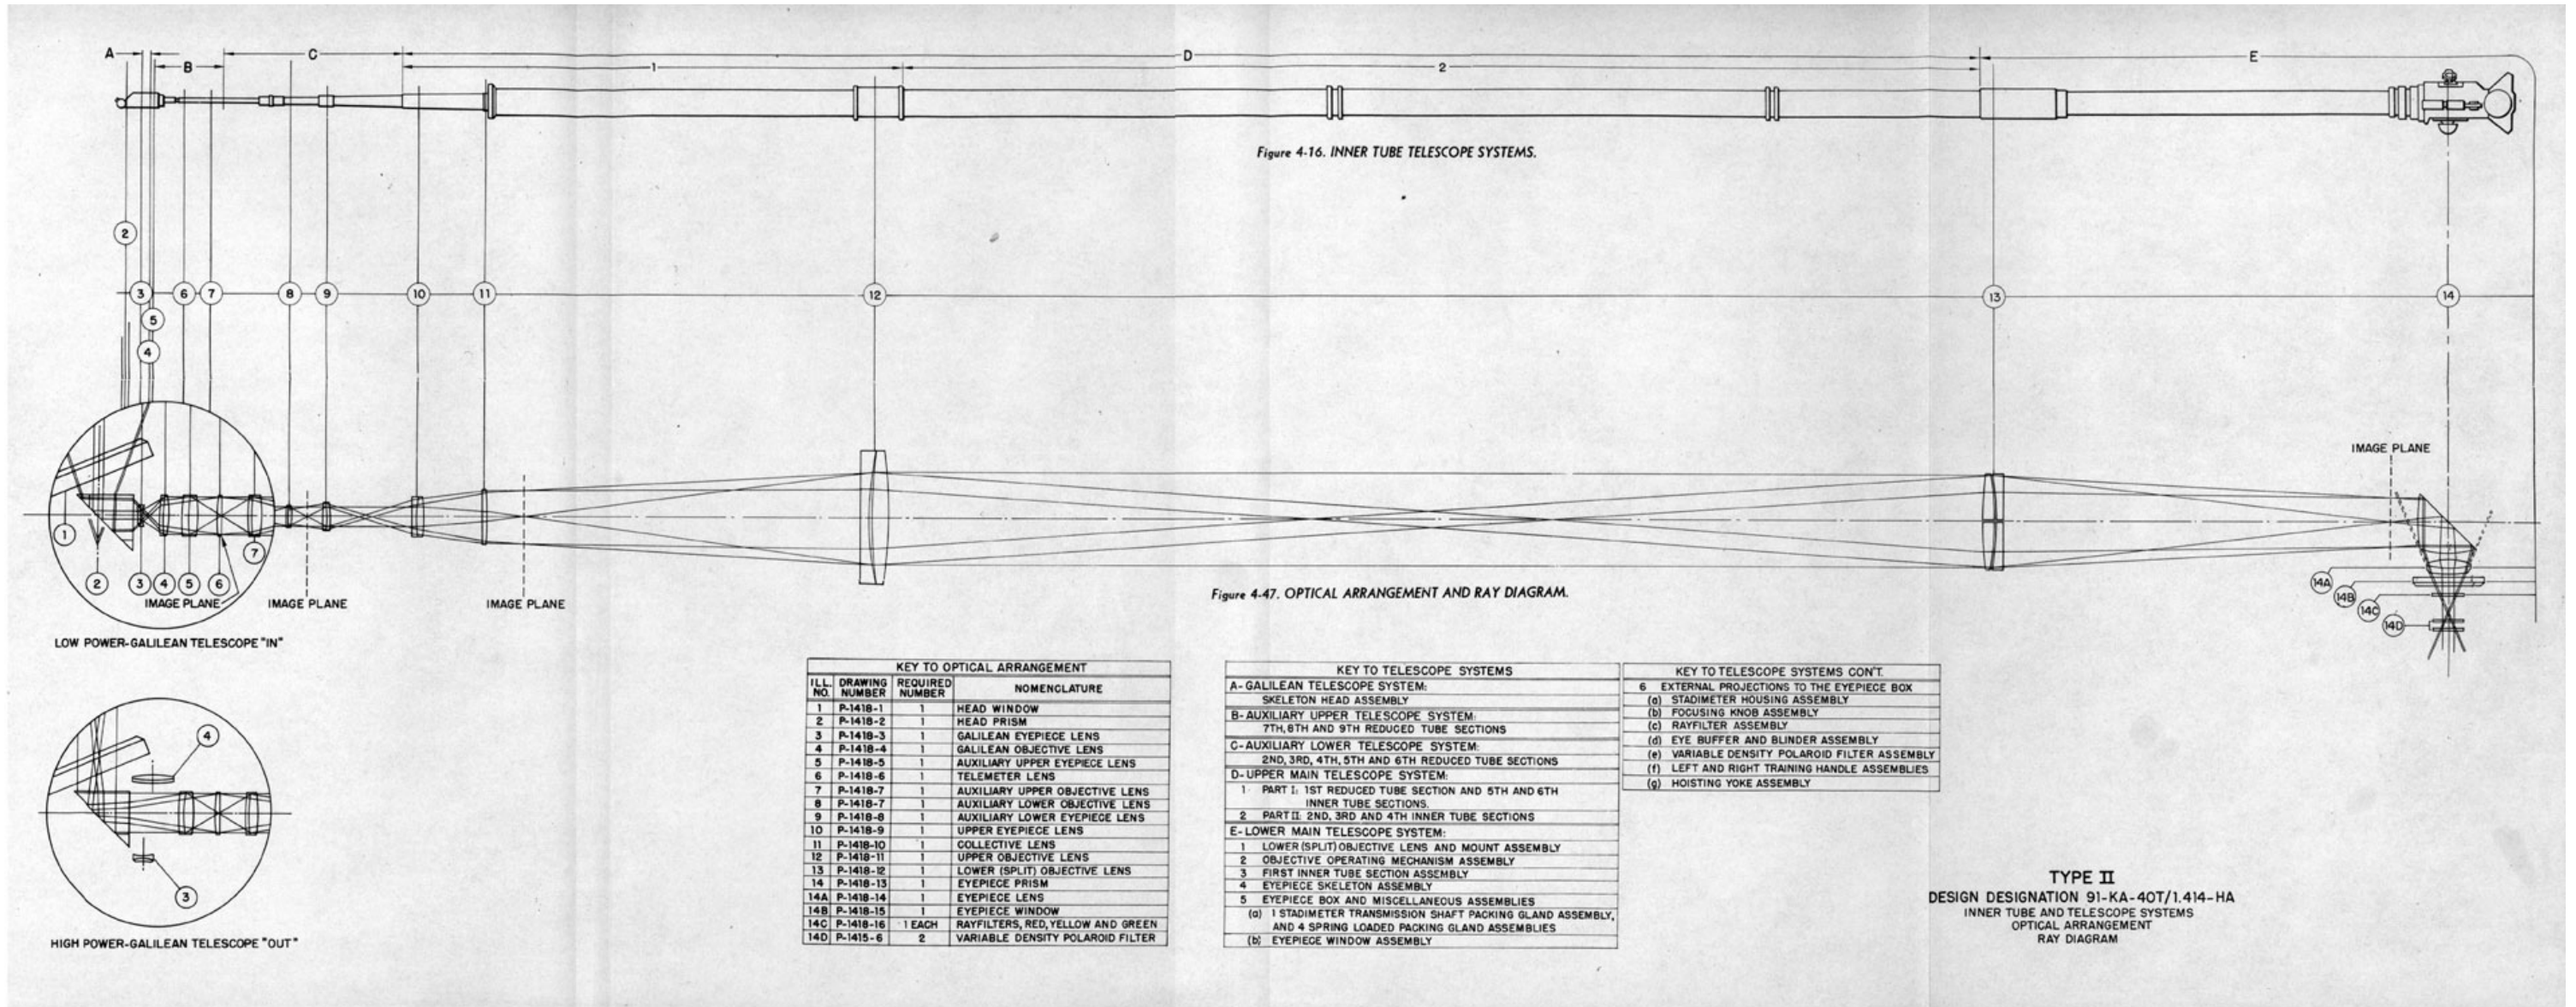 A
B
C
D
E
1
2
Figure 4-16. INNER TUBE TELESCOPE SYSTEMS.
2
3
6
7
8
9
10
11
12
13
14
5
4
IMAGE PLANE
1
7
2
3
4
5
6
IMAGE PLANE
IMAGE PLANE
IMAGE PLANE
14A
14B
14C
14D
Figure 4-47. OPTICAL ARRANGEMENT AND RAY DIAGRAM.
LOW POWER-GALILEAN TELESCOPE "IN"
4
3
HIGH POWER-GALILEAN TELESCOPE "OUT"
KEY TO OPTICAL ARRANGEMENT
ILL. NO. DRAWING NUMBER REQUIRED NUMBER NOMENCLATURE
1 P-1418-1 1 HEAD WINDOW
2 P-1418-2 1 HEAD PRISM
3 P-1418-3 1 GALILEAN EYEPIECE LENS
4 P-1418-4 1 GALILEAN OBJECTIVE LENS
5 P-1418-5 1 AUXILIARY UPPER EYEPIECE LENS
6 P-1418-6 1 TELEMETER LENS
7 P-1418-7 1 AUXILIARY UPPER OBJECTIVE LENS
8 P-1418-7 1 AUXILIARY LOWER OBJECTIVE LENS
9 P-1418-8 1 AUXILIARY LOWER EYEPIECE LENS
10 P-1418-9 1 UPPER EYEPIECE LENS
11 P-1418-10 1 COLLECTIVE LENS
12 P-1418-11 1 UPPER OBJECTIVE LENS
13 P-1418-12 1 LOWER (SPLIT) OBJECTIVE LENS
14 P-1418-13 1 EYEPIECE PRISM
14A P-1418-14 1 EYEPIECE LENS
14B P-1418-15 1 EYEPIECE WINDOW
14C P-1418-16 1 EACH RAYFILTERS, RED, YELLOW AND GREEN
14D P-1415-6 2 VARIABLE DENSITY POLAROID FILTER
KEY TO TELESCOPE SYSTEMS
A-GALILEAN TELESCOPE SYSTEM:
SKELETON HEAD ASSEMBLY
B-AUXILIARY UPPER TELESCOPE SYSTEM:
7TH, 8TH AND 9TH REDUCED TUBE SECTIONS
C-AUXILIARY LOWER TELESCOPE SYSTEM:
2ND, 3RD, 4TH, 5TH AND 6TH REDUCED TUBE SECTIONS
D-UPPER MAIN TELESCOPE SYSTEM:
1 PART I: 1ST REDUCED TUBE SECTION AND 5TH AND 6TH
INNER TUBE SECTIONS.
2 PART II: 2ND, 3RD AND 4TH INNER TUBE SECTIONS
E-LOWER MAIN TELESCOPE SYSTEM:
1 LOWER (SPLIT) OBJECTIVE LENS AND MOUNT ASSEMBLY
2 OBJECTIVE OPERATING MECHANISM ASSEMBLY
3 FIRST INNER TUBE SECTION ASSEMBLY
4 EYEPIECE SKELETON ASSEMBLY
5 EYEPIECE BOX AND MISCELLANEOUS ASSEMBLIES
(a) 1 STADIMETER TRANSMISSION SHAFT PACKING GLAND ASSEMBLY,
AND 4 SPRING LOADED PACKING GLAND ASSEMBLIES
(b) EYEPIECE WINDOW ASSEMBLY
KEY TO TELESCOPE SYSTEMS CON'T.
6 EXTERNAL PROJECTIONS TO THE EYEPIECE BOX
(a) STADIMETER HOUSING ASSEMBLY
(b) FOCUSING KNOB ASSEMBLY
(c) RAYFILTER ASSEMBLY
(d) EYE BUFFER AND BLINDER ASSEMBLY
(e) VARIABLE DENSITY POLAROID FILTER ASSEMBLY
(f) LEFT AND RIGHT TRAINING HANDLE ASSEMBLIES
(g) HOISTING YOKE ASSEMBLY
TYPE II
DESIGN DESIGNATION 91-KA-40T/1.414-HA
INNER TUBE AND TELESCOPE SYSTEMS
OPTICAL ARRANGEMENT
RAY DIAGRAM